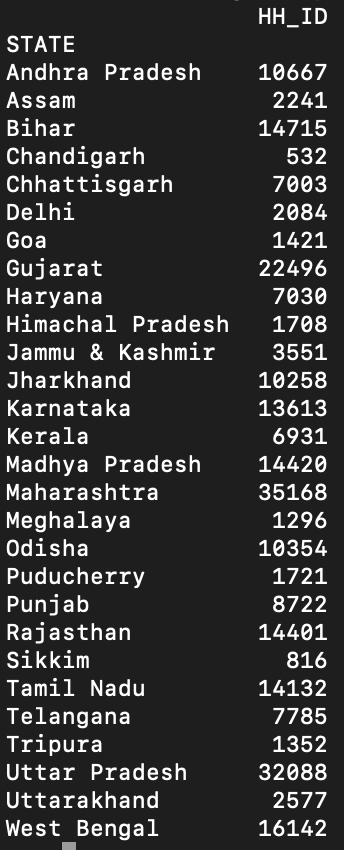 HH_ID
STATE
Andhra Pradesh 10667
Assam 2241
Bihar 14715
Chandigarh 532
Chhattisgarh 7003
Delhi 2084
Goa 1421
Gujarat 22496
Haryana 7030
Himachal Pradesh 1708
Jammu & Kashmir 3551
Jharkhand 10258
Karnataka 13613
Kerala 6931
Madhya Pradesh 14420
Maharashtra 35168
Meghalaya 1296
Odisha 10354
Puducherry 1721
Punjab 8722
Rajasthan 14401
Sikkim 816
Tamil Nadu 14132
Telangana 7785
Tripura 1352
Uttar Pradesh 32088
Uttarakhand 2577
West Bengal 16142